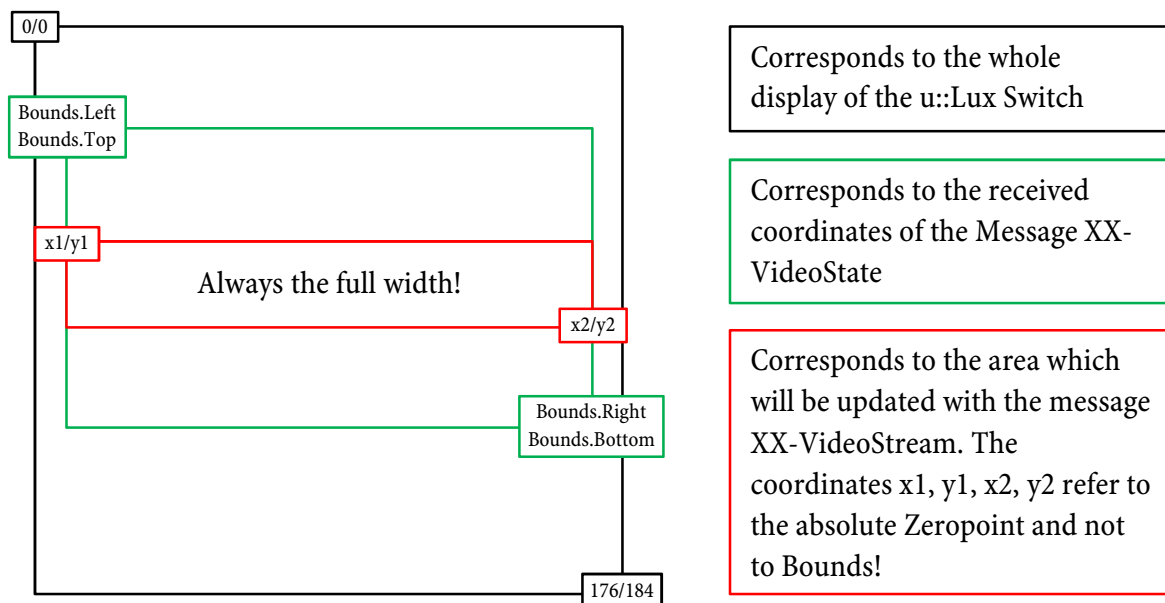 0/0
Bounds.Left
Bounds.Top
x1/y1
Always the full width!
x2/y2
Bounds.Right
Bounds.Bottom
176/184
Corresponds to the whole
display of the u::Lux Switch
Corresponds to the received
coordinates of the Message XX-
VideoState
Corresponds to the area which
will be updated with the message
XX-VideoStream. The
coordinates x1, y1, x2, y2 refer to
the absolute Zeropoint and not
to Bounds!